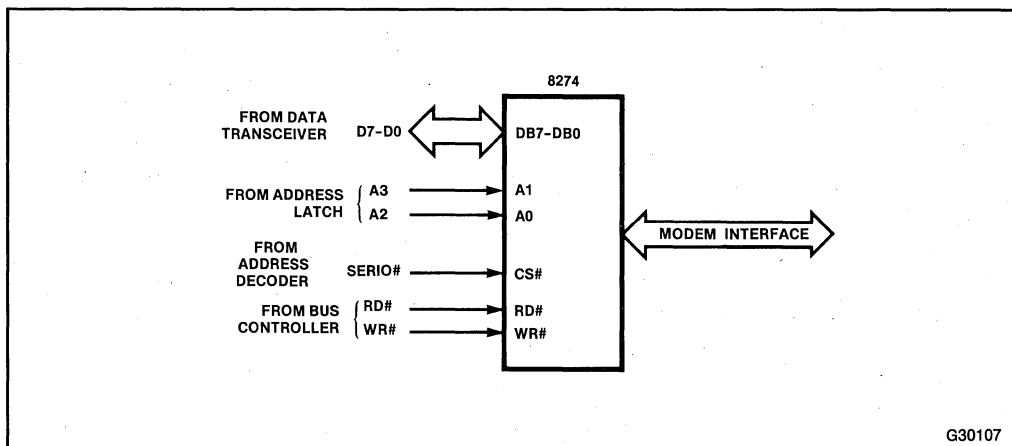 8274
FROM DATA
TRANSCEIVER
D7-D0
DB7-DB0
FROM ADDRESS
LATCH
A3
A2
A1
A0
MODEM INTERFACE
FROM
ADDRESS
DECODER
SERIO#
CS#
FROM BUS
CONTROLLER
RD#
WR#
RD#
WR#
G30107